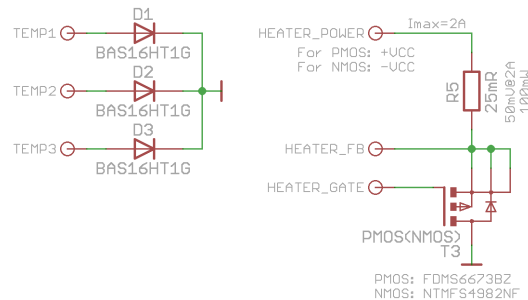 D1
TEMP1
BAS16HT1G
D2
TEMP2
BAS16HT1G
D3
TEMP3
BAS16HT1G
HEATER_POWER
Imax=2A
For PMOS: +VCC
For NMOS: -VCC
R5
25mR
50mV@2A
100mW
HEATER_FB
HEATER_GATE
PMOS(NMOS)
T3
PMOS: FDMS6673BZ
NMOS: NTMFS4982NF